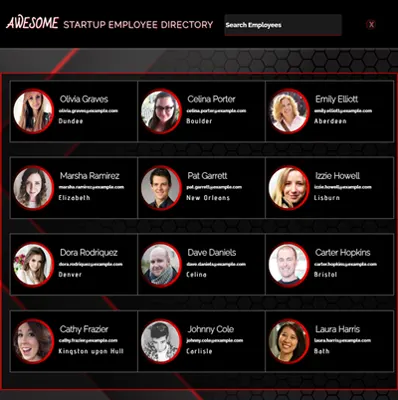 AWESOME STARTUP EMPLOYEE DIRECTORY
Search Employees
X
Olivia Graves
olivia.graves@example.com
Dundee
Celina Porter
celina.porter@example.com
Boulder
Emily Elliott
emily.elliott@example.com
Aberdeen
Marsha Ramirez
marsha.ramirez@example.com
Elizabeth
Pat Garrett
pat.garrett@example.com
New Orleans
Izzie Howell
izzie.howell@example.com
Lisburn
Dora Rodriquez
dora.rodriquez@example.com
Denver
Dave Daniels
dave.daniels@example.com
Celina
Carter Hopkins
carter.hopkins@example.com
Bristol
Cathy Frazier
cathy.frazier@example.com
Kingston upon Hull
Johnny Cole
johnny.cole@example.com
Carlisle
Laura Harris
laura.harris@example.com
Bath